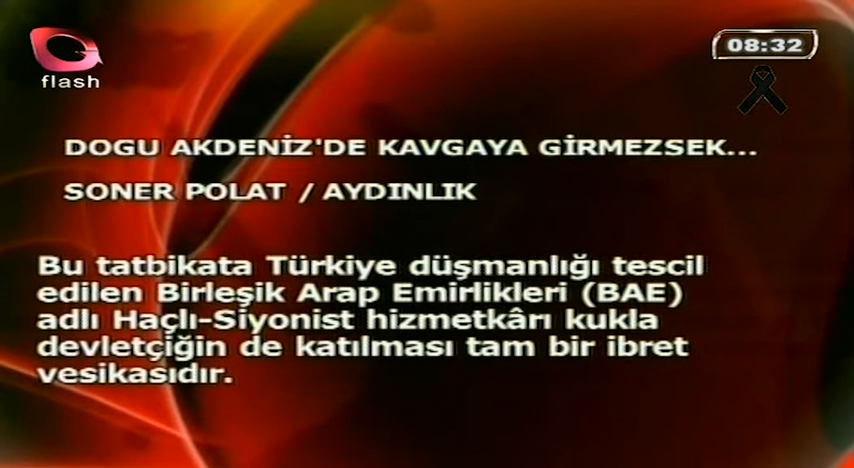 flash
08:32
DOGU AKDENİZ'DE KAVGAYA GİRMEZSEK...
SONER POLAT / AYDINLIK
Bu tatbikata Türkiye düşmanlığı tescil
edilen Birleşik Arap Emirlikleri (BAE)
adlı Haçlı-Siyonist hizmetkârı kukla
devletçiğin de katılması tam bir ibret
vesikasıdır.